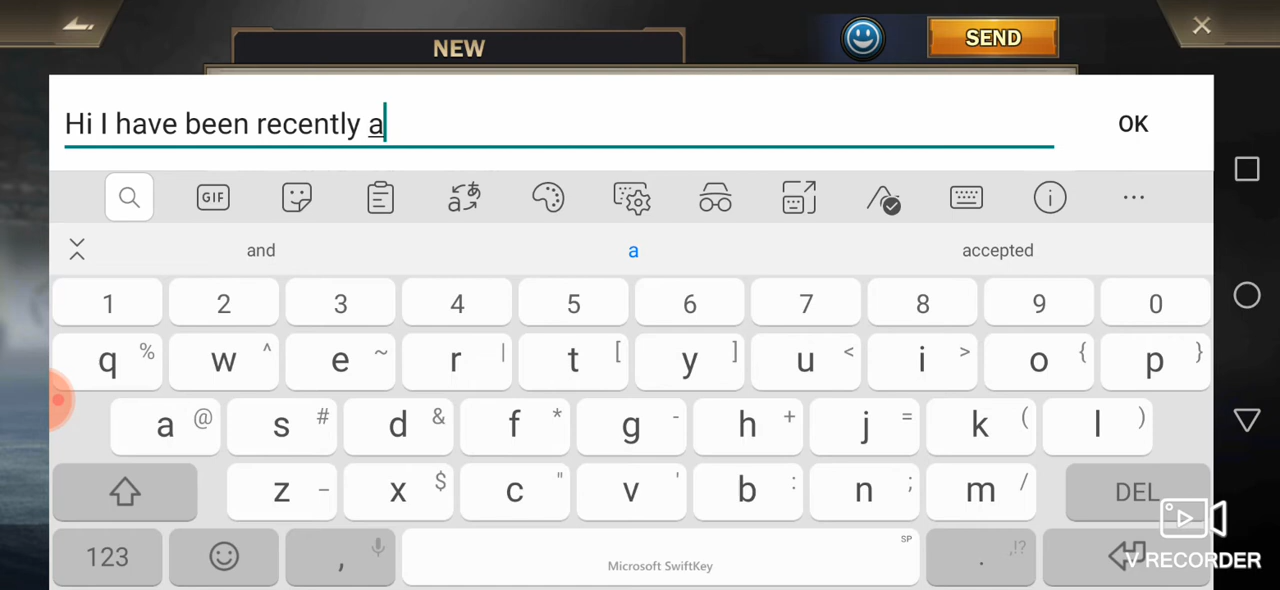 NEW
SEND
Hi I have been recently a
OK
GIF
and a accepted
1 2 3 4 5 6 7 8 9 0
q % w ^ e ~ r | t [ y ] u < i > o { p }
a @ s # d & f * g - h + j = k ( l )
z _ x $ c " v ' b : n ; m / DEL
123 , SP . ,!?
Microsoft SwiftKey
V RECORDER